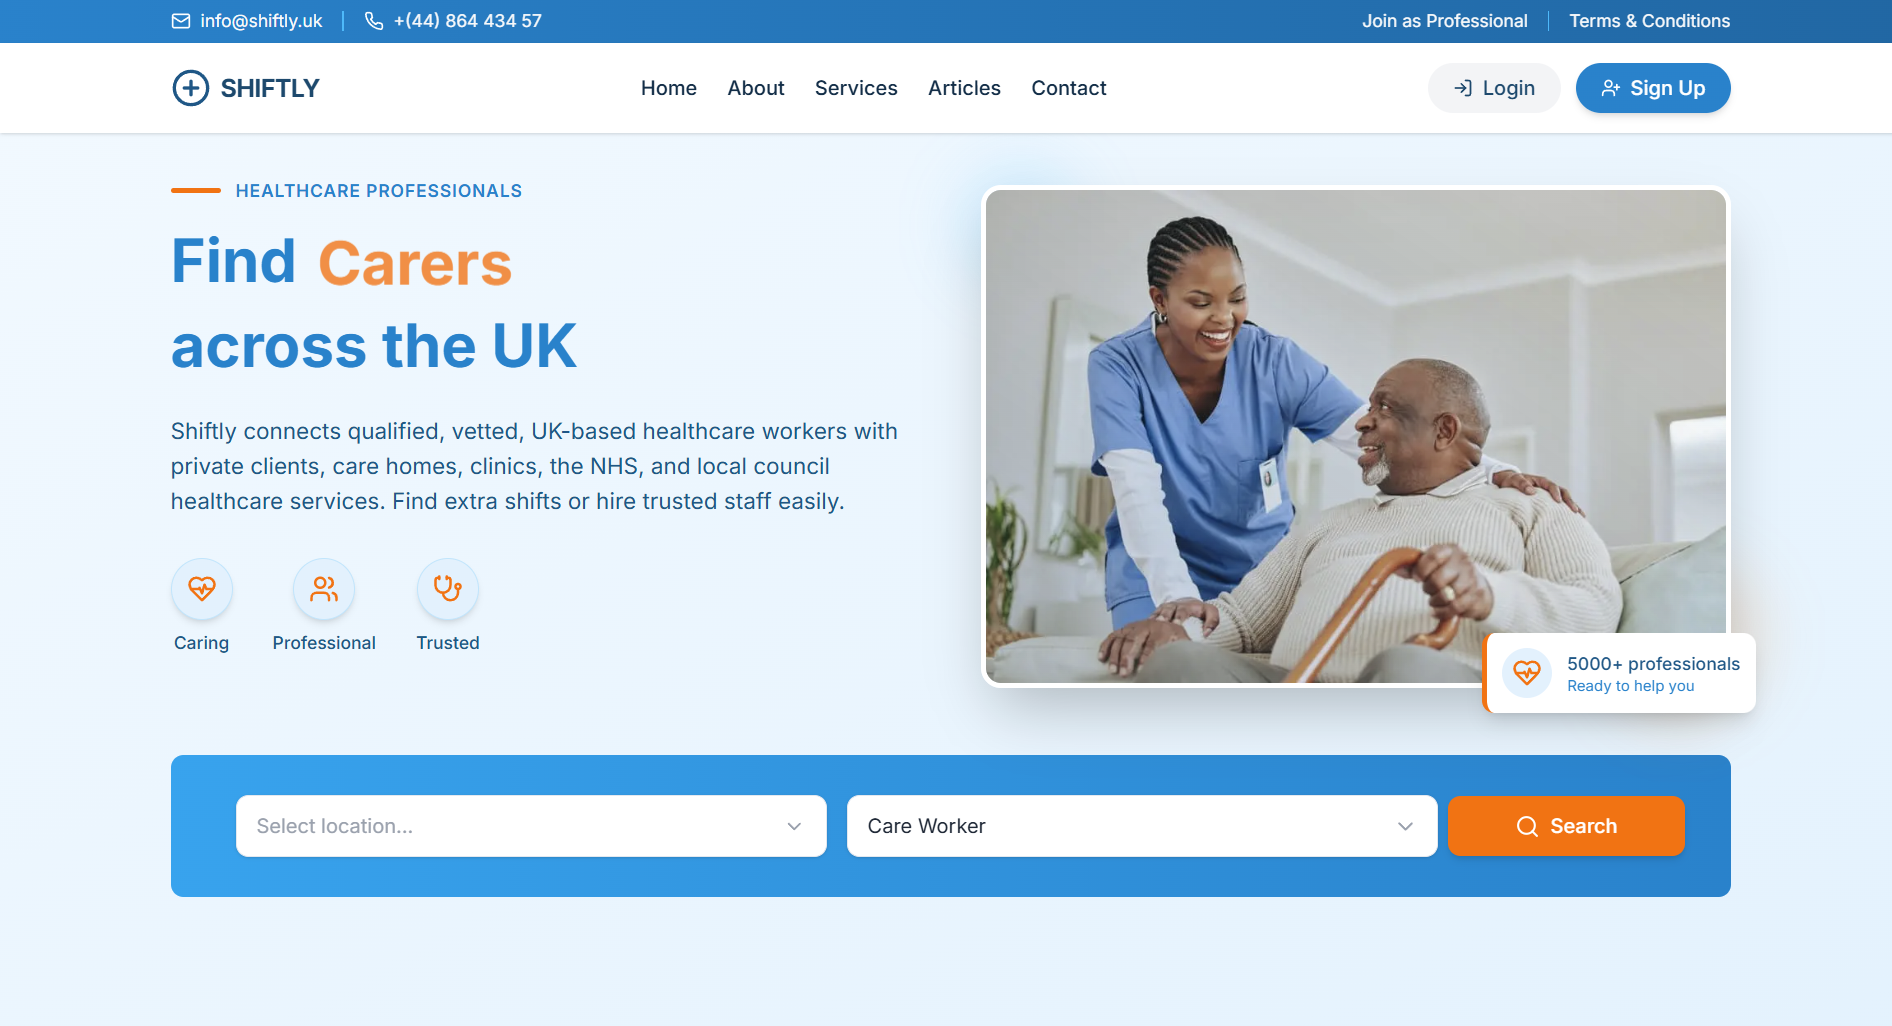 info@shiftly.uk
+(44) 864 434 57
Join as Professional
Terms & Conditions
SHIFTLY
Home
About
Services
Articles
Contact
Login
Sign Up
HEALTHCARE PROFESSIONALS
Find Carers
across the UK
Shiftly connects qualified, vetted, UK-based healthcare workers with
private clients, care homes, clinics, the NHS, and local council
healthcare services. Find extra shifts or hire trusted staff easily.
Caring
Professional
Trusted
5000+ professionals
Ready to help you
Select location...
Care Worker
Search